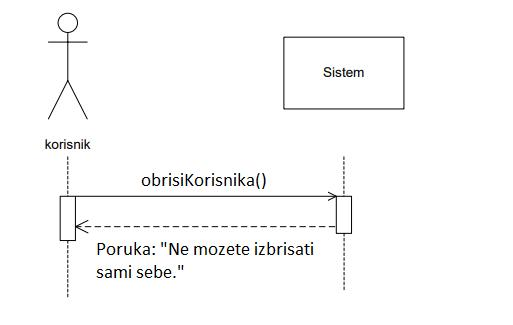 Sistem
korisnik
obrisiKorisnika()
Poruka: "Ne mozete izbrisati
sami sebe."